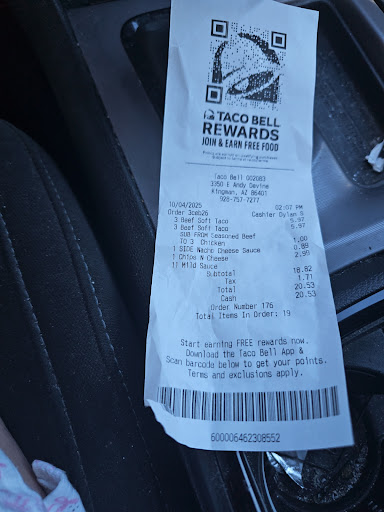 TACO BELL
REWARDS
JOIN & EARN FREE FOOD
Taco Bell 002083
3350 E Andy Devine
Kingman, AZ 86401
928-757-7277
10/04/2025 02:07 PM
Order 3cab26 Cashier Dylan S
3 Beef Soft Taco 5.97
3 Beef Soft Taco 5.97
SUB FROM Seasoned Beef
TO 3 Chicken 1.00
1 SIDE Nacho Cheese Sauce 0.89
1 Chips N Cheese 2.99
11 Mild Sauce
Subtotal 18.82
Tax 1.71
Total 20.53
Cash 20.53
Order Number 176
Total Items In Order: 19
Start earning FREE rewards now.
Download the Taco Bell App &
Scan barcode below to get your points.
Terms and exclusions apply.
600006462308552